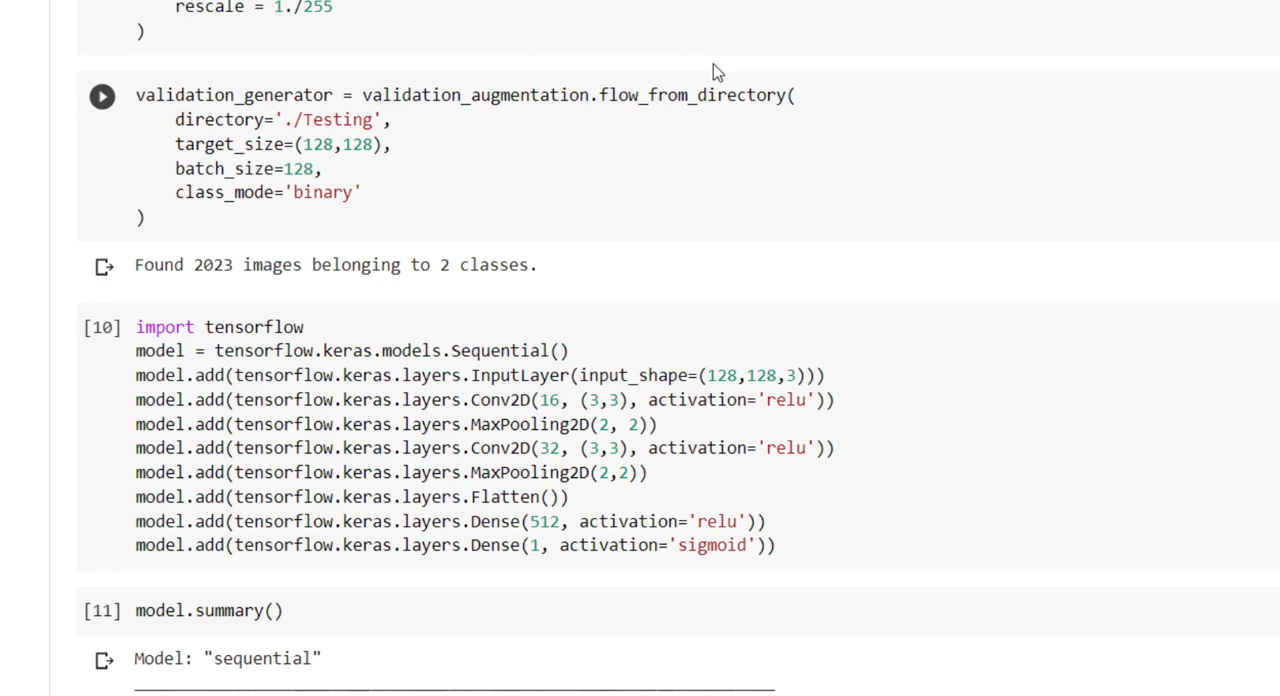 rescale = 1./255
)
validation_generator = validation_augmentation.flow_from_directory(
directory='./Testing',
target_size=(128,128),
batch_size=128,
class_mode='binary'
)
Found 2023 images belonging to 2 classes.
[10] import tensorflow
model = tensorflow.keras.models.Sequential()
model.add(tensorflow.keras.layers.InputLayer(input_shape=(128,128,3)))
model.add(tensorflow.keras.layers.Conv2D(16, (3,3), activation='relu'))
model.add(tensorflow.keras.layers.MaxPooling2D(2, 2))
model.add(tensorflow.keras.layers.Conv2D(32, (3,3), activation='relu'))
model.add(tensorflow.keras.layers.MaxPooling2D(2,2))
model.add(tensorflow.keras.layers.Flatten())
model.add(tensorflow.keras.layers.Dense(512, activation='relu'))
model.add(tensorflow.keras.layers.Dense(1, activation='sigmoid'))
[11] model.summary()
Model: "sequential"